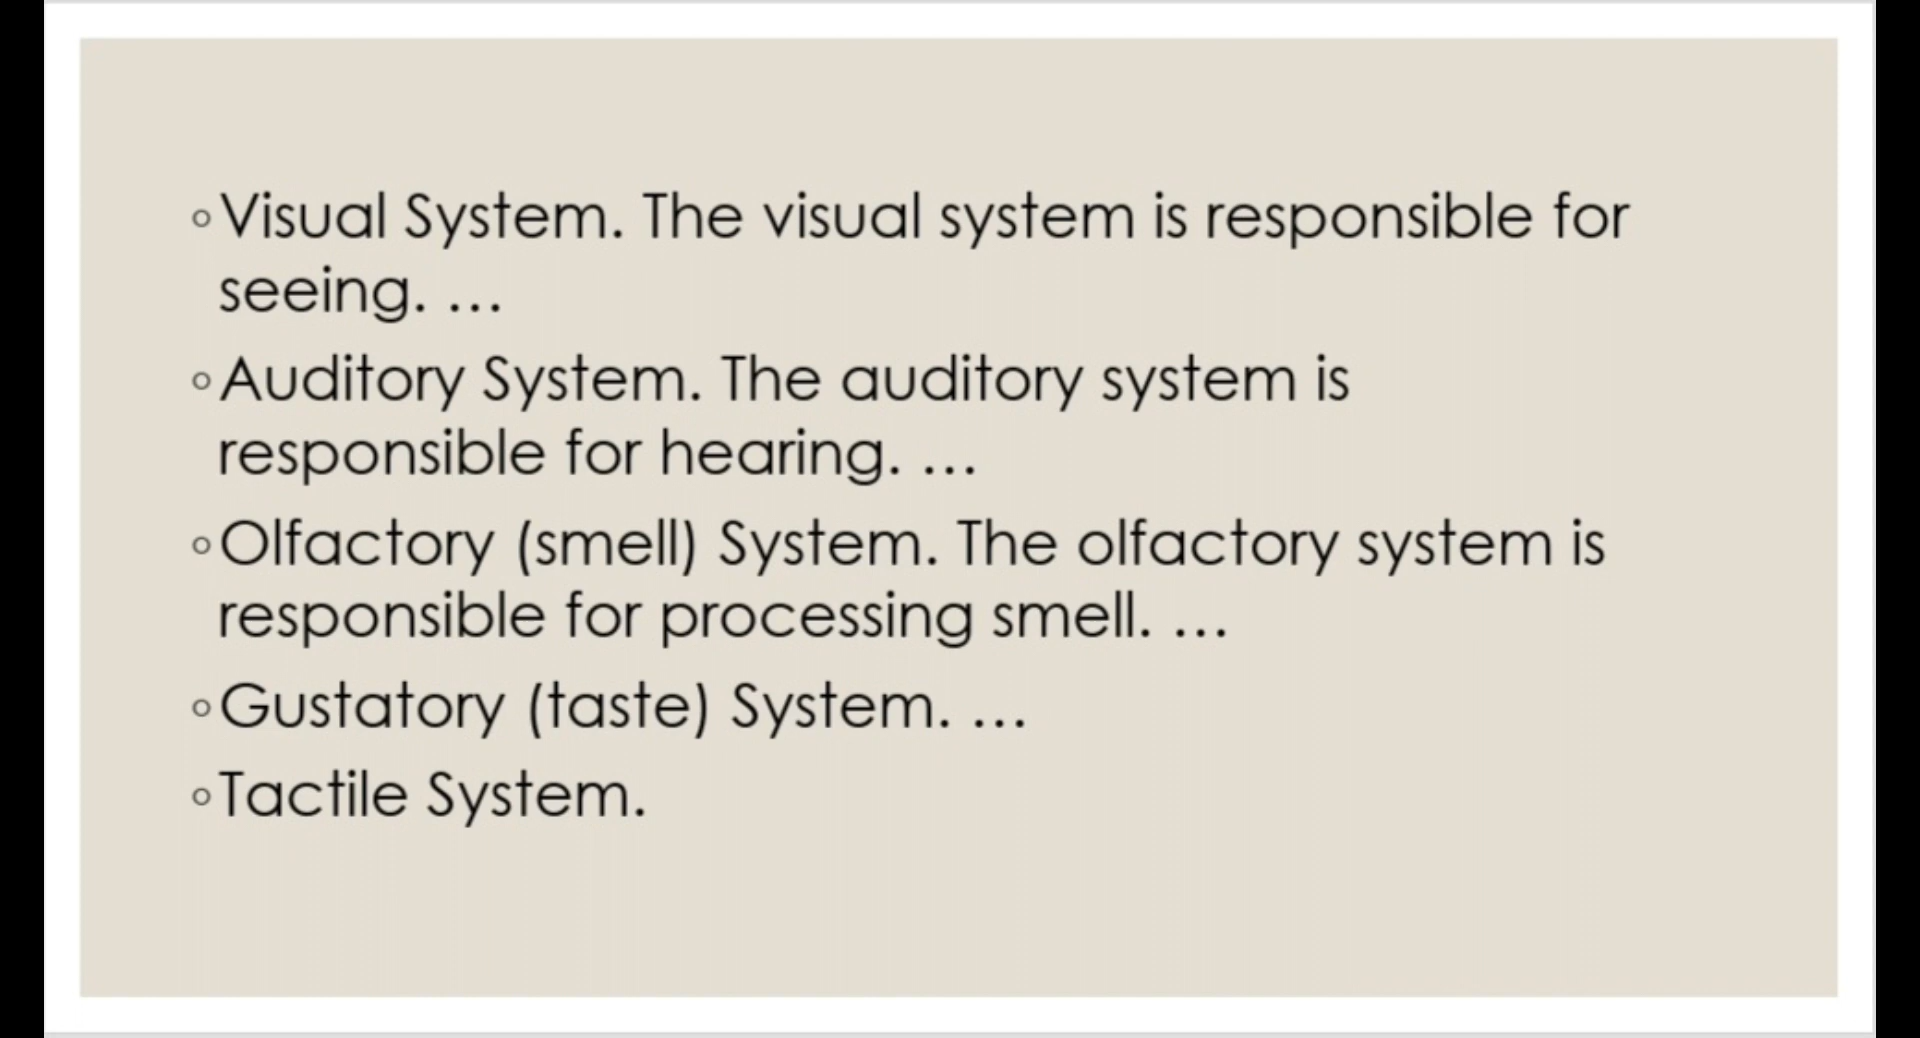 ◦Visual System. The visual system is responsible for
seeing. …
◦Auditory System. The auditory system is
responsible for hearing. …
◦Olfactory (smell) System. The olfactory system is
responsible for processing smell. …
◦Gustatory (taste) System. …
◦Tactile System.